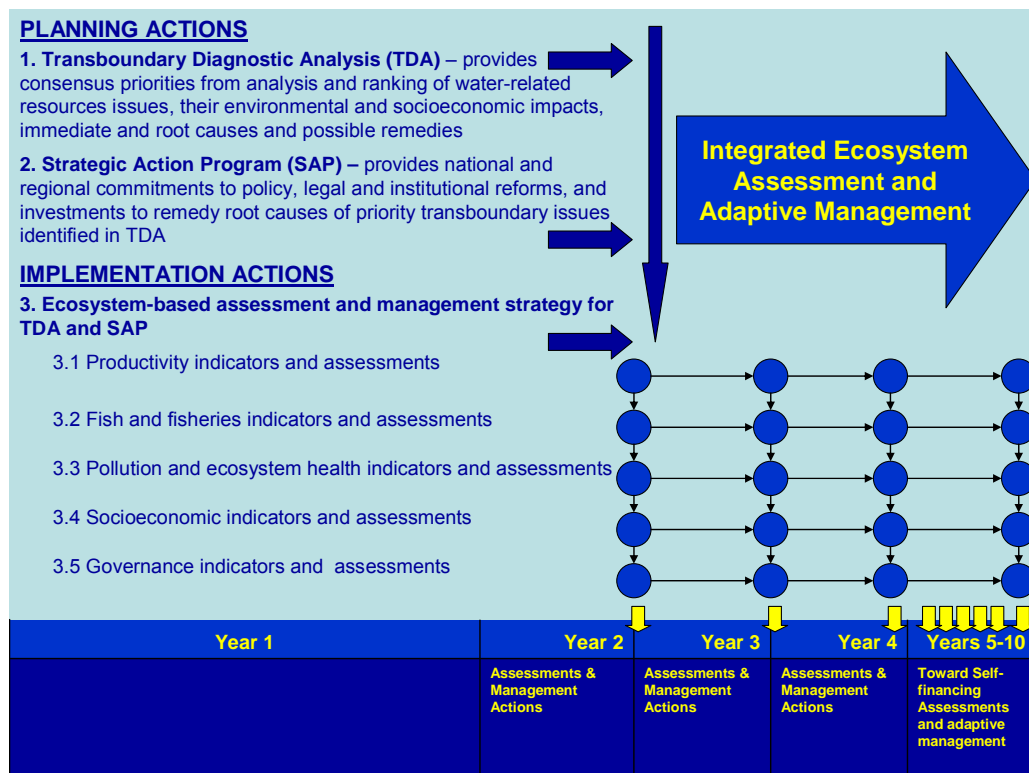 PLANNING ACTIONS
1. Transboundary Diagnostic Analysis (TDA) – provides
consensus priorities from analysis and ranking of water-related
resources issues, their environmental and socioeconomic impacts,
immediate and root causes and possible remedies
2. Strategic Action Program (SAP) – provides national and
regional commitments to policy, legal and institutional reforms, and
investments to remedy root causes of priority transboundary issues
identified in TDA
IMPLEMENTATION ACTIONS
3. Ecosystem-based assessment and management strategy for
TDA and SAP
3.1 Productivity indicators and assessments
3.2 Fish and fisheries indicators and assessments
3.3 Pollution and ecosystem health indicators and assessments
3.4 Socioeconomic indicators and assessments
3.5 Governance indicators and  assessments
Integrated Ecosystem
Assessment and
Adaptive Management
Year 1
Year 2
Year 3
Year 4
Years 5-10
Assessments &
Management
Actions
Assessments &
Management
Actions
Assessments &
Management
Actions
Toward Self-
financing
Assessments
and adaptive
management